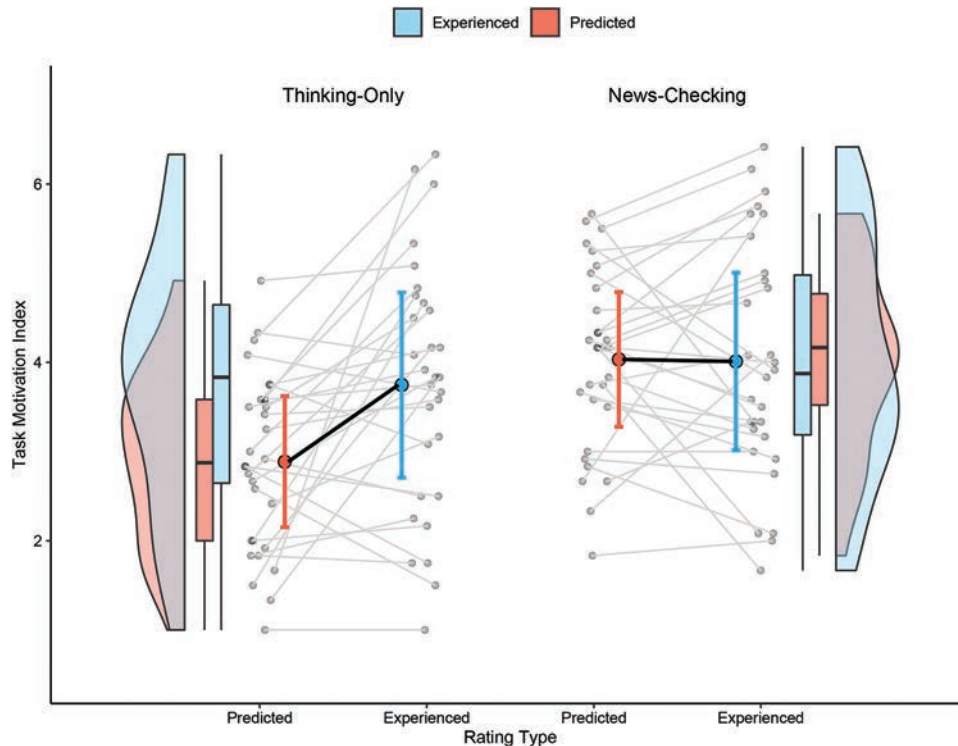 Experienced Predicted
Thinking-Only News-Checking
Task Motivation Index
6
4
2
Predicted Experienced Predicted Experienced
Rating Type